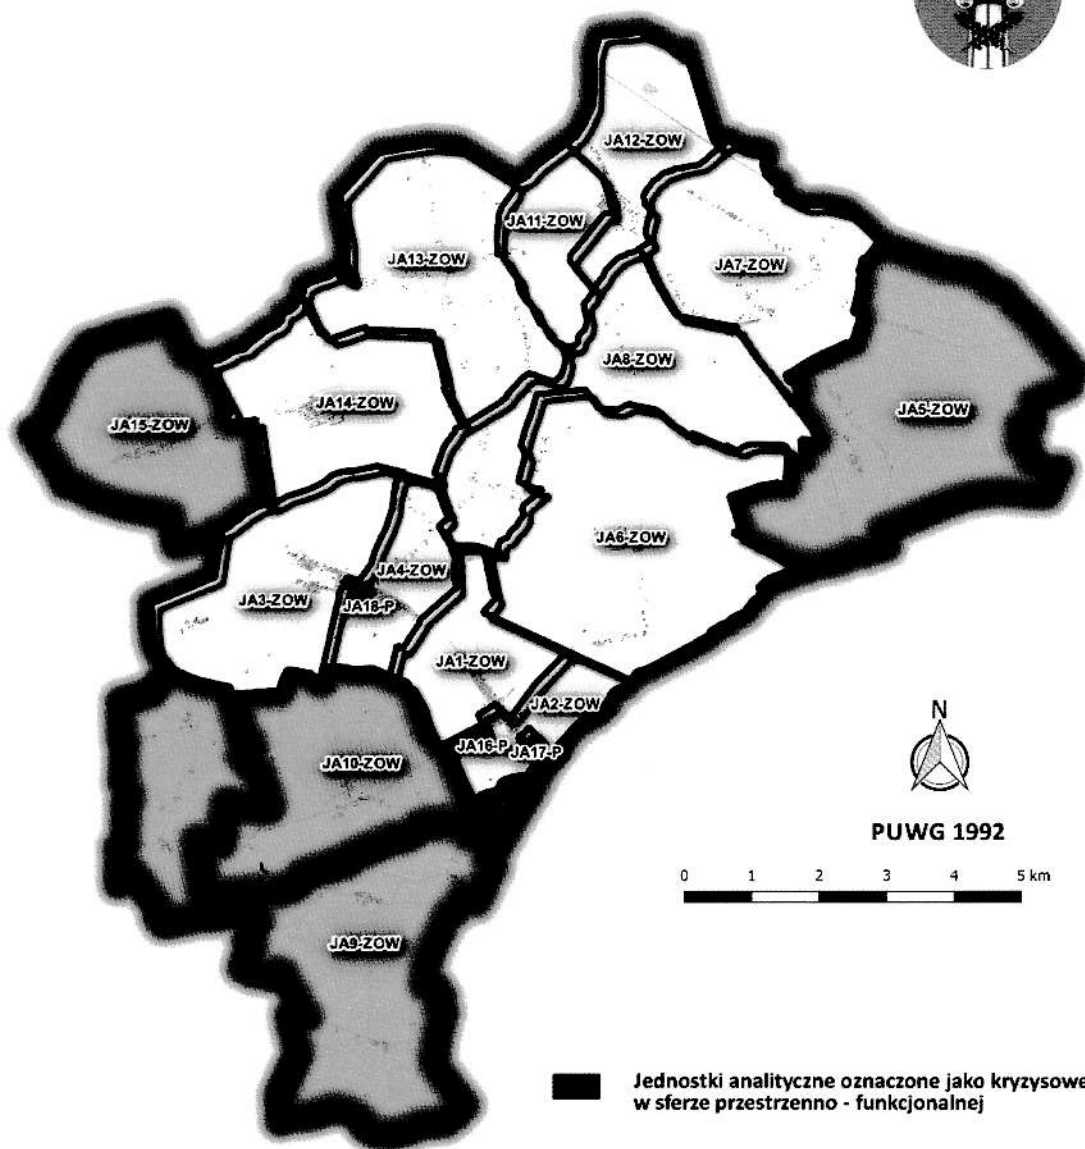 JA12-ZOW
JA11-ZOW
JA13-ZOW
JA7-ZOW
JA8-ZOW
JA14-ZOW
JA5-ZOW
JA15-ZOW
JA6-ZOW
JA4-ZOW
JA3-ZOW
JA18-P
JA1-ZOW
JA2-ZOW
JA16-P
JA17-P
JA10-ZOW
JA9-ZOW
N
PUWG 1992
0 1 2 3 4 5 km
Jednostki analityczne oznaczone jako kryzysowe
w sferze przestrzenno - funkcjonalnej